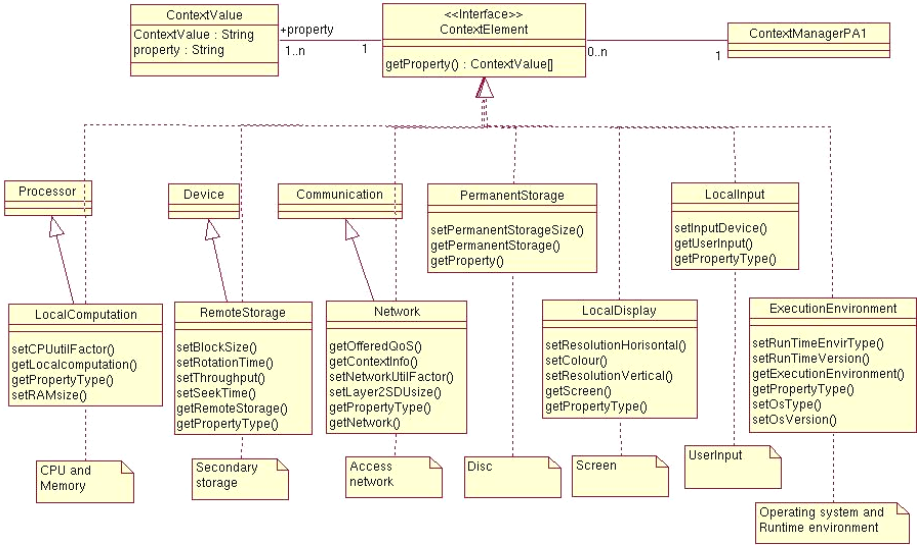 ContextValue
ContextValue : String
property : String
+property
1..n
1
<<Interface>>
ContextElement
getProperty() : ContextValue[]
0..n
1
ContextManagerPA1
Processor
Device
Communication
PermanentStorage
setPermanentStorageSize()
getPermanentStorage()
getProperty()
LocalInput
setInputDevice()
getUserInput()
getPropertyType()
LocalComputation
setCPUutilFactor()
getLocalcomputation()
getPropertyType()
setRAMsize()
RemoteStorage
setBlockSize()
setRotationTime()
setThroughput()
setSeekTime()
getRemoteStorage()
getPropertyType()
Network
getOfferedQoS()
getContextInfo()
setNetworkUtilFactor()
setLayer2SDUsize()
getPropertyType()
getNetwork()
LocalDisplay
setResolutionHorisontal()
setColour()
setResolutionVertical()
getScreen()
getPropertyType()
ExecutionEnvironment
setRunTimeEnvirType()
setRunTimeVersion()
getExecutionEnvironment()
getPropertyType()
setOsType()
setOsVersion()
CPU and
Memory
Secondary
storage
Access
network
Disc
Screen
UserInput
Operating system and
Runtime environment